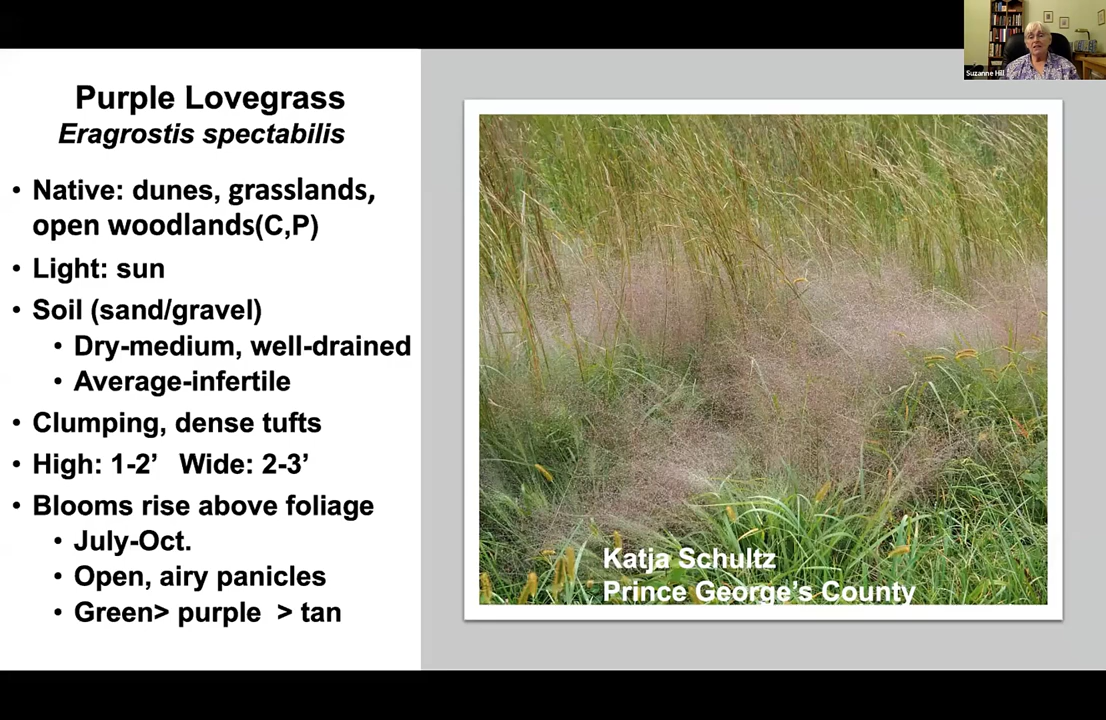 Purple Lovegrass
Eragrostis spectabilis
• Native: dunes, grasslands,
open woodlands(C,P)
• Light: sun
• Soil (sand/gravel)
• Dry-medium, well-drained
• Average-infertile
• Clumping, dense tufts
• High: 1-2’ Wide: 2-3’
• Blooms rise above foliage
• July-Oct.
• Open, airy panicles
• Green> purple > tan
Katja Schultz
Prince George’s County
Suzanne Hill